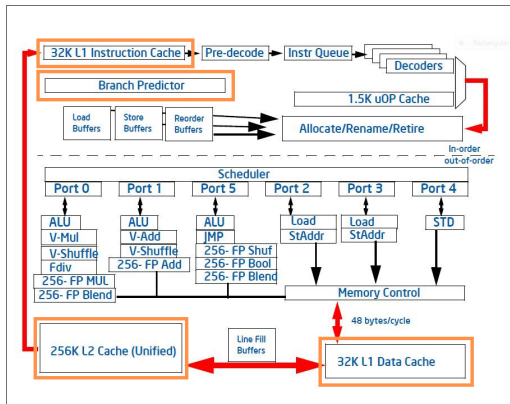 32K L1 Instruction Cache
Pre-decode
Instr Queue
Decoders
Branch Predictor
1.5K uOP Cache
Load
Buffers
Store
Buffers
Reorder
Buffers
Allocate/Rename/Retire
In-order
out-of-order
Scheduler
Port 0
Port 1
Port 5
Port 2
Port 3
Port 4
ALU
V-Mul
V-Shuffle
Fdiv
256- FP MUL
256- FP Blend
ALU
V-Add
V-Shuffle
256- FP Add
ALU
JMP
256- FP Shuf
256- FP Bool
256- FP Blend
Load
StAddr
Load
StAddr
STD
Memory Control
48 bytes/cycle
256K L2 Cache (Unified)
Line Fill
Buffers
32K L1 Data Cache